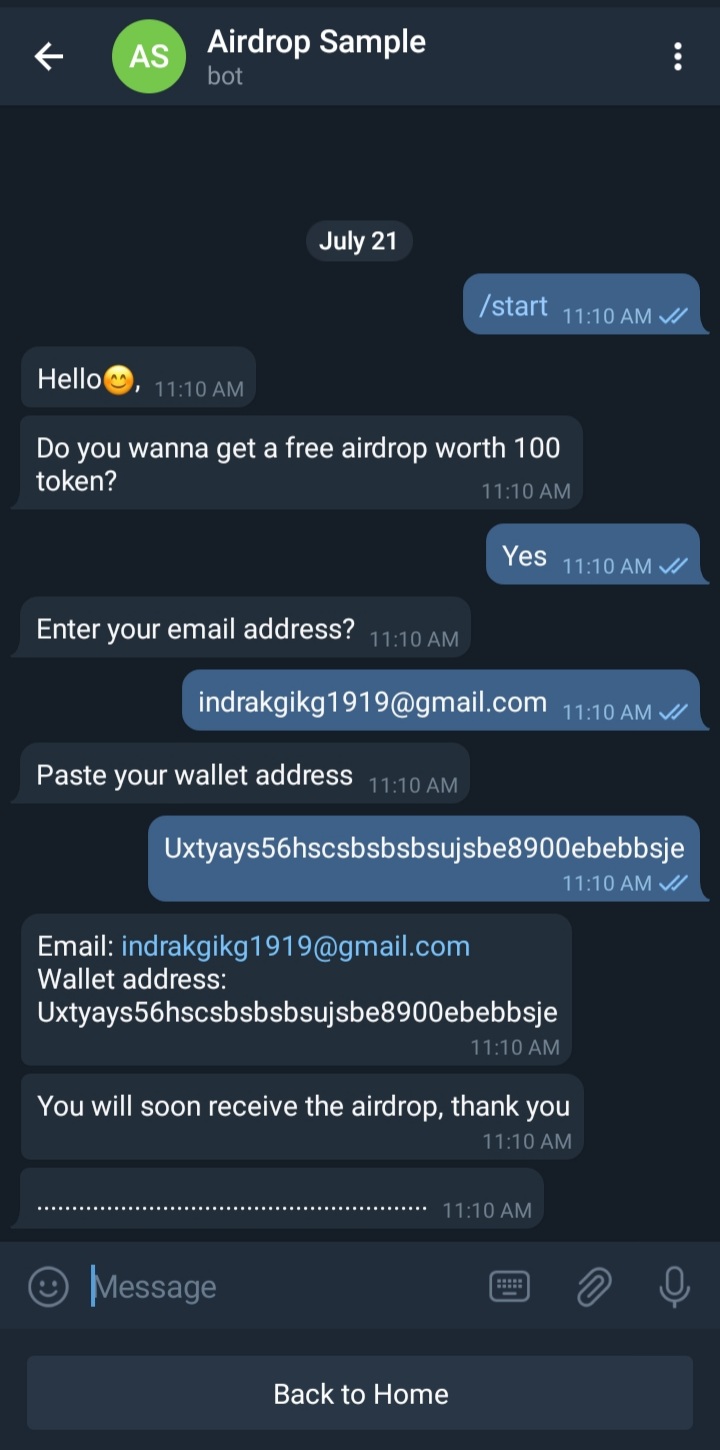 AS
Airdrop Sample
bot
July 21
/start 11:10 AM
Hello😊, 11:10 AM
Do you wanna get a free airdrop worth 100
token? 11:10 AM
Yes 11:10 AM
Enter your email address? 11:10 AM
indrakgikg1919@gmail.com 11:10 AM
Paste your wallet address 11:10 AM
Uxtyays56hscsbsbsbsujsbe8900ebebbsje
11:10 AM
Email: indrakgikg1919@gmail.com
Wallet address:
Uxtyays56hscsbsbsbsujsbe8900ebebbsje
11:10 AM
You will soon receive the airdrop, thank you
11:10 AM
........................................................ 11:10 AM
Message
Back to Home